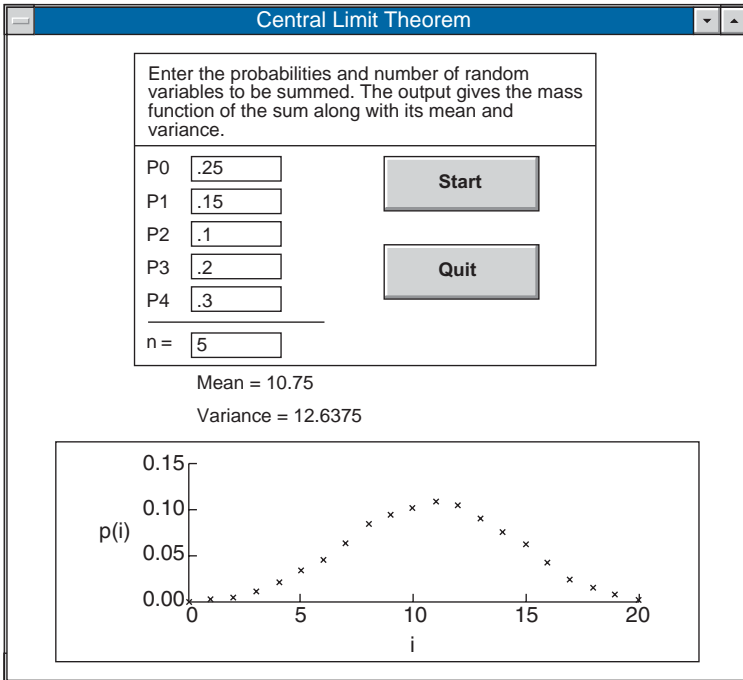 Central Limit Theorem
Enter the probabilities and number of random
variables to be summed. The output gives the mass
function of the sum along with its mean and
variance.
P0 .25
P1 .15
P2 .1
P3 .2
P4 .3
Start
Quit
n = 5
Mean = 10.75
Variance = 12.6375
0.15
0.10
p(i)
0.05
0.00
0 5 10 15 20
i